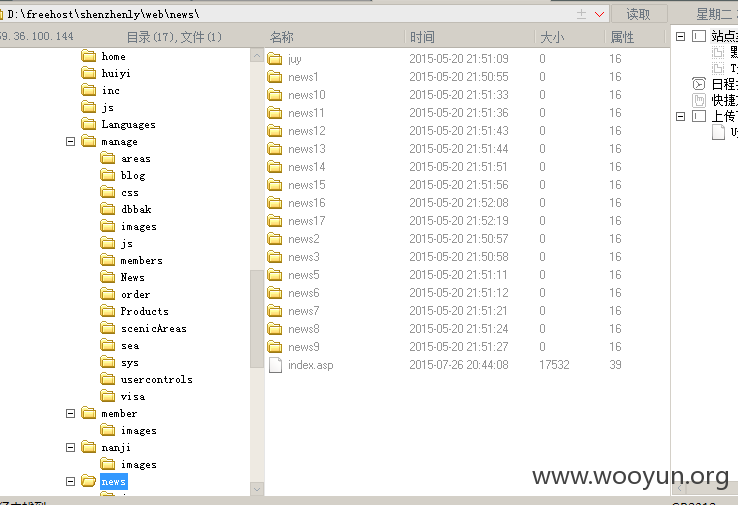 D:\freehost\shenzhenly\web\news\
读取
星期二
9.36.100.144
目录(17),文件(1)
名称
时间
大小
属性
home
huiyi
inc
js
Languages
manage
areas
blog
css
dbbak
images
js
members
News
order
Products
scenicAreas
sea
sys
usercontrols
visa
member
images
nanji
images
news
juy 2015-05-20 21:51:09 0 16
news1 2015-05-20 21:50:55 0 16
news10 2015-05-20 21:51:33 0 16
news11 2015-05-20 21:51:36 0 16
news12 2015-05-20 21:51:43 0 16
news13 2015-05-20 21:51:44 0 16
news14 2015-05-20 21:51:51 0 16
news15 2015-05-20 21:51:56 0 16
news16 2015-05-20 21:52:08 0 16
news17 2015-05-20 21:52:19 0 16
news2 2015-05-20 21:50:57 0 16
news3 2015-05-20 21:50:58 0 16
news5 2015-05-20 21:51:11 0 16
news6 2015-05-20 21:51:12 0 16
news7 2015-05-20 21:51:21 0 16
news8 2015-05-20 21:51:24 0 16
news9 2015-05-20 21:51:27 0 16
index.asp 2015-07-26 20:44:08 17532 39
站点
日程
快捷
上传
www.wooyun.org